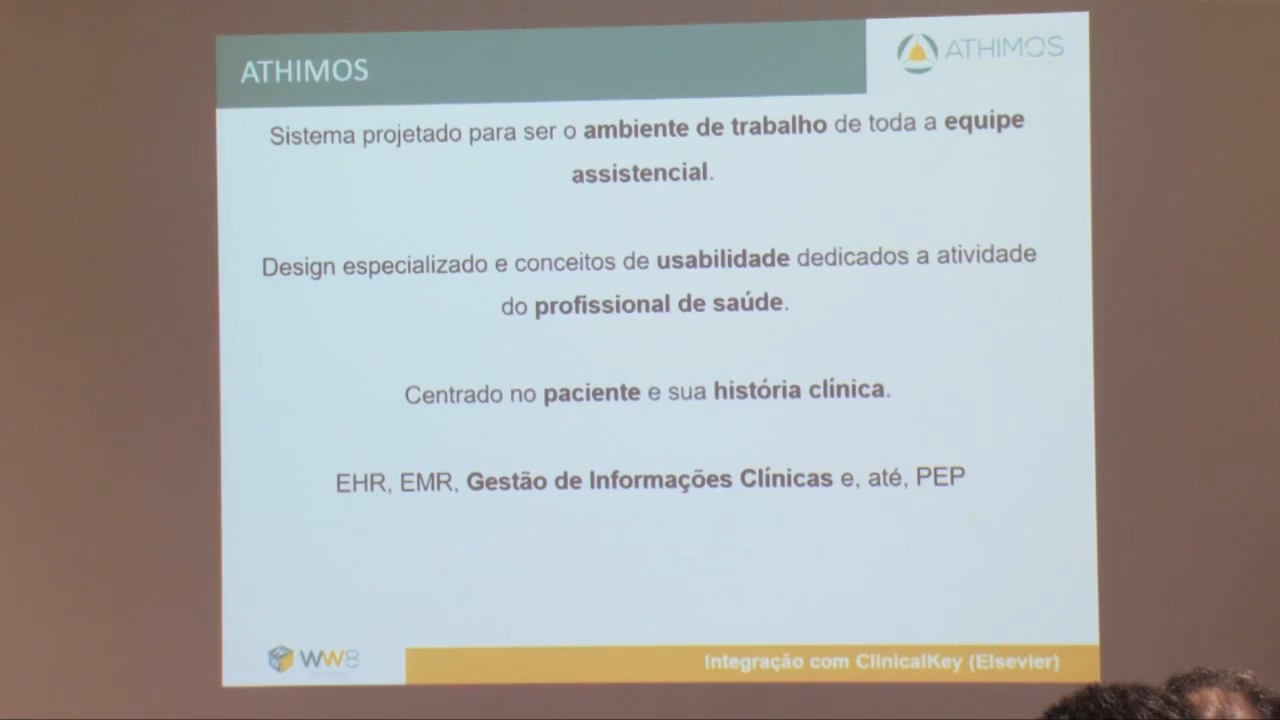 ATHIMOS
ATHIMOS
Sistema projetado para ser o ambiente de trabalho de toda a equipe
assistencial.
Design especializado e conceitos de usabilidade dedicados a atividade
do profissional de saúde.
Centrado no paciente e sua história clínica.
EHR, EMR, Gestão de Informações Clínicas e, até, PEP
WW8
Integração com ClinicalKey (Elsevier)